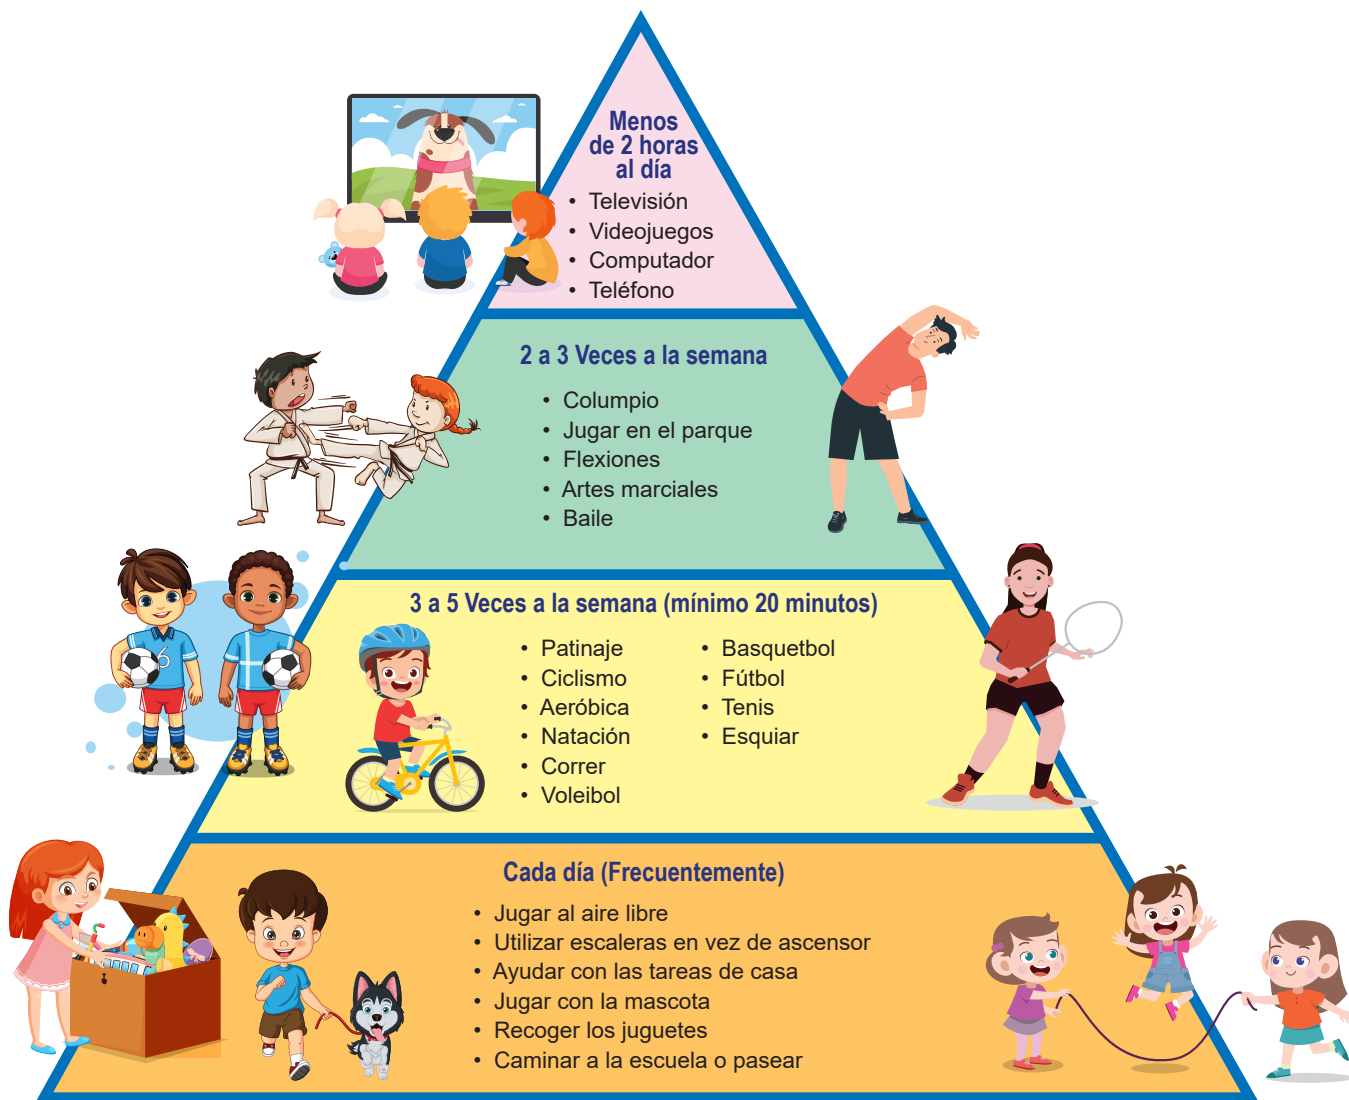 Menos
de 2 horas
al día
• Televisión
• Videojuegos
• Computador
• Teléfono
2 a 3 Veces a la semana
• Columpio
• Jugar en el parque
• Flexiones
• Artes marciales
• Baile
3 a 5 Veces a la semana (mínimo 20 minutos)
• Patinaje
• Ciclismo
• Aeróbica
• Natación
• Correr
• Voleibol
• Basquetbol
• Fútbol
• Tenis
• Esquiar
6
Cada día (Frecuentemente)
• Jugar al aire libre
• Utilizar escaleras en vez de ascensor
• Ayudar con las tareas de casa
• Jugar con la mascota
• Recoger los juguetes
• Caminar a la escuela o pasear